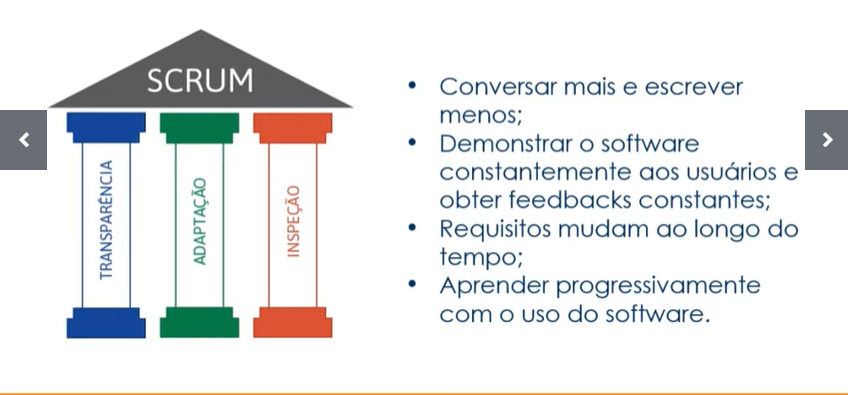 SCRUM
TRANSPARÊNCIA
ADAPTAÇÃO
INSPEÇÃO
• Conversar mais e escrever
menos;
• Demonstrar o software
constantemente aos usuários e
obter feedbacks constantes;
• Requisitos mudam ao longo do
tempo;
• Aprender progressivamente
com o uso do software.